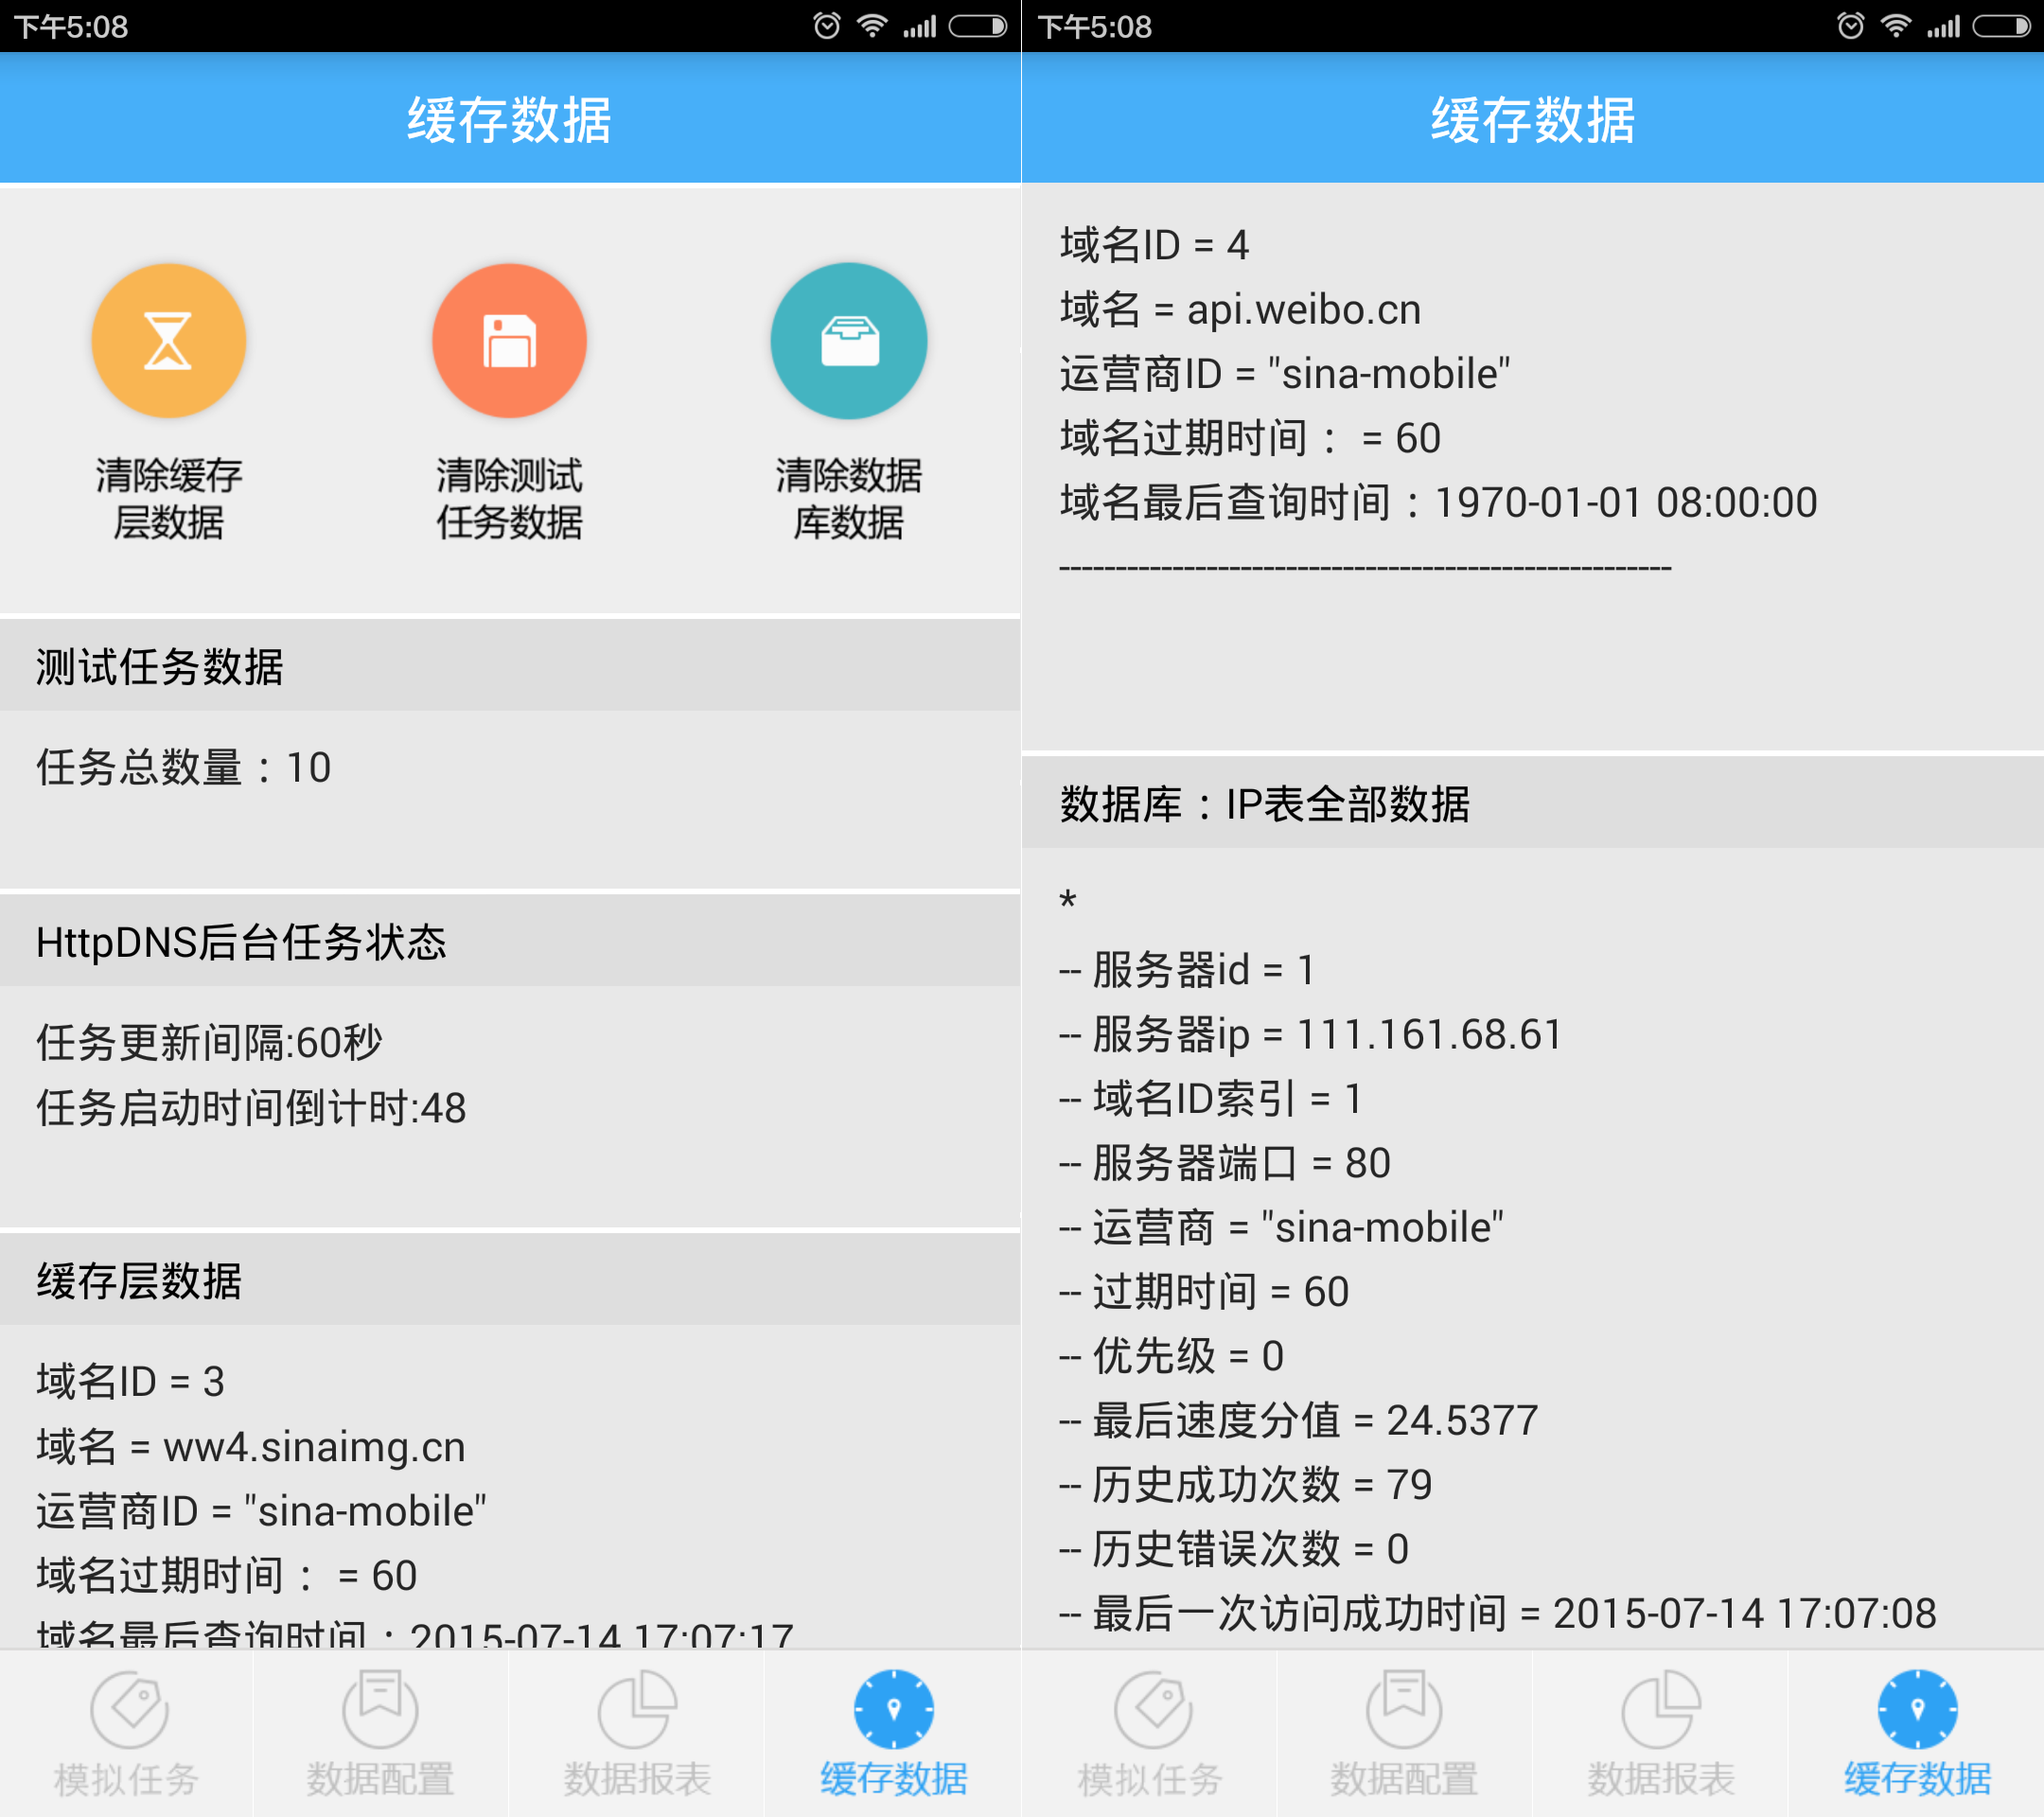 下午5:08
缓存数据
清除缓存
层数据
清除测试
任务数据
清除数据
库数据
测试任务数据
任务总数量：10
HttpDNS后台任务状态
任务更新间隔:60秒
任务启动时间倒计时:48
缓存层数据
域名ID = 3
域名 = ww4.sinaimg.cn
运营商ID = "sina-mobile"
域名过期时间： = 60
域名最后查询时间：2015-07-14 17:07:17
模拟任务
数据配置
数据报表
缓存数据
下午5:08
缓存数据
域名ID = 4
域名 = api.weibo.cn
运营商ID = "sina-mobile"
域名过期时间： = 60
域名最后查询时间：1970-01-01 08:00:00
------------------------------------------------------
数据库：IP表全部数据
*
-- 服务器id = 1
-- 服务器ip = 111.161.68.61
-- 域名ID索引 = 1
-- 服务器端口 = 80
-- 运营商 = "sina-mobile"
-- 过期时间 = 60
-- 优先级 = 0
-- 最后速度分值 = 24.5377
-- 历史成功次数 = 79
-- 历史错误次数 = 0
-- 最后一次访问成功时间 = 2015-07-14 17:07:08
模拟任务
数据配置
数据报表
缓存数据